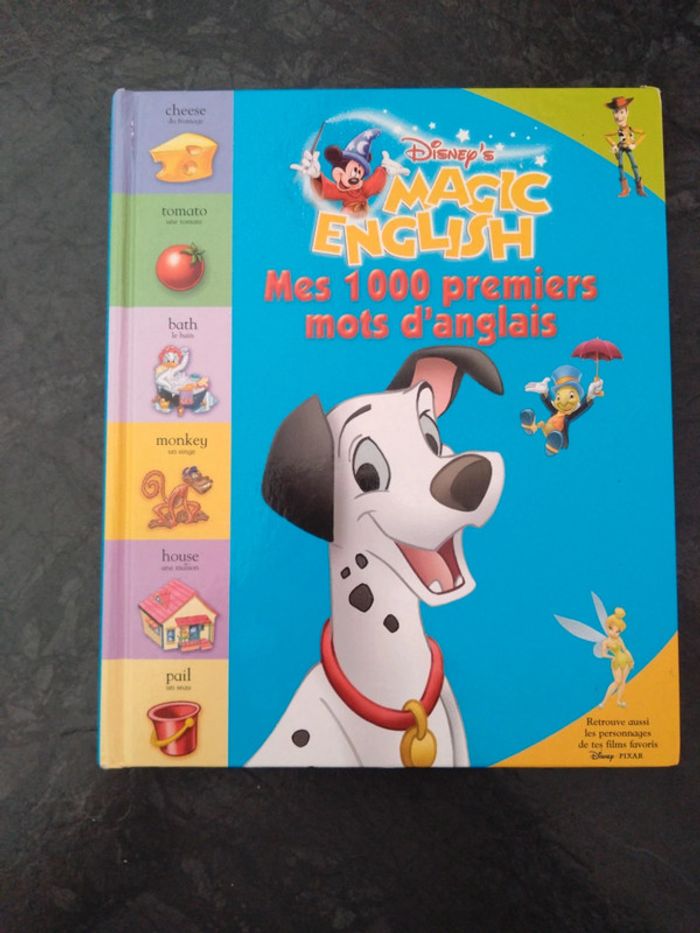 cheese
du fromage
tomato
une tomate
bath
le bain
monkey
un singe
house
une maison
pail
un seau
DISNEY'S
MAGIC
ENGLISH
Mes 1000 premiers
mots d'anglais
Retrouve aussi
les personnages
de tes films favoris
Disney · PIXAR